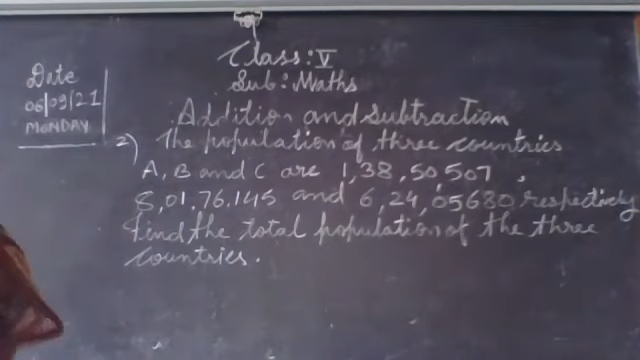 Class: V
Sub: Maths
Date
06/09/21
MONDAY
Addition and Subtraction
2) The population of three countries
A, B and C are 1,38,50,507,
8,01,76,145 and 6,24,05680 respectively
Find the total population of the three
countries.